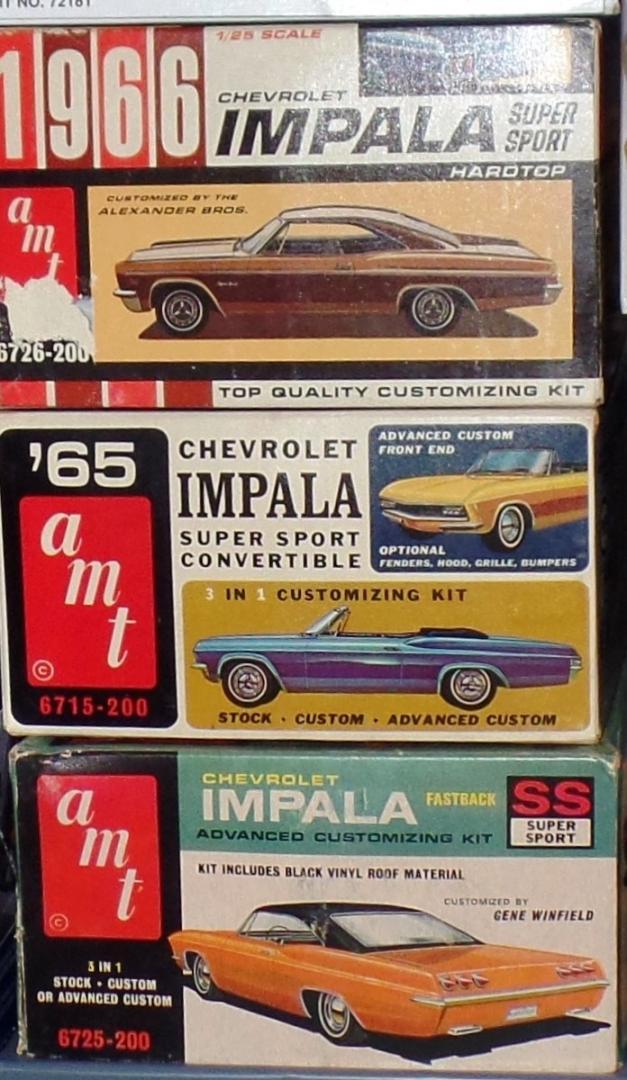 IT NO. 72181
1966
1/25 SCALE
CHEVROLET
IMPALA
SUPER
SPORT
HARDTOP
amt
CUSTOMIZED BY THE
ALEXANDER BROS.
6726-200
TOP QUALITY CUSTOMIZING KIT
'65
amt
©
6715-200
CHEVROLET
IMPALA
SUPER SPORT
CONVERTIBLE
ADVANCED CUSTOM
FRONT END
OPTIONAL
FENDERS, HOOD, GRILLE, BUMPERS
3 IN 1 CUSTOMIZING KIT
STOCK · CUSTOM · ADVANCED CUSTOM
amt
©
3 IN 1
STOCK • CUSTOM
OR ADVANCED CUSTOM
6725-200
CHEVROLET
IMPALA FASTBACK
ADVANCED CUSTOMIZING KIT
SS
SUPER
SPORT
KIT INCLUDES BLACK VINYL ROOF MATERIAL
CUSTOMIZED BY
GENE WINFIELD